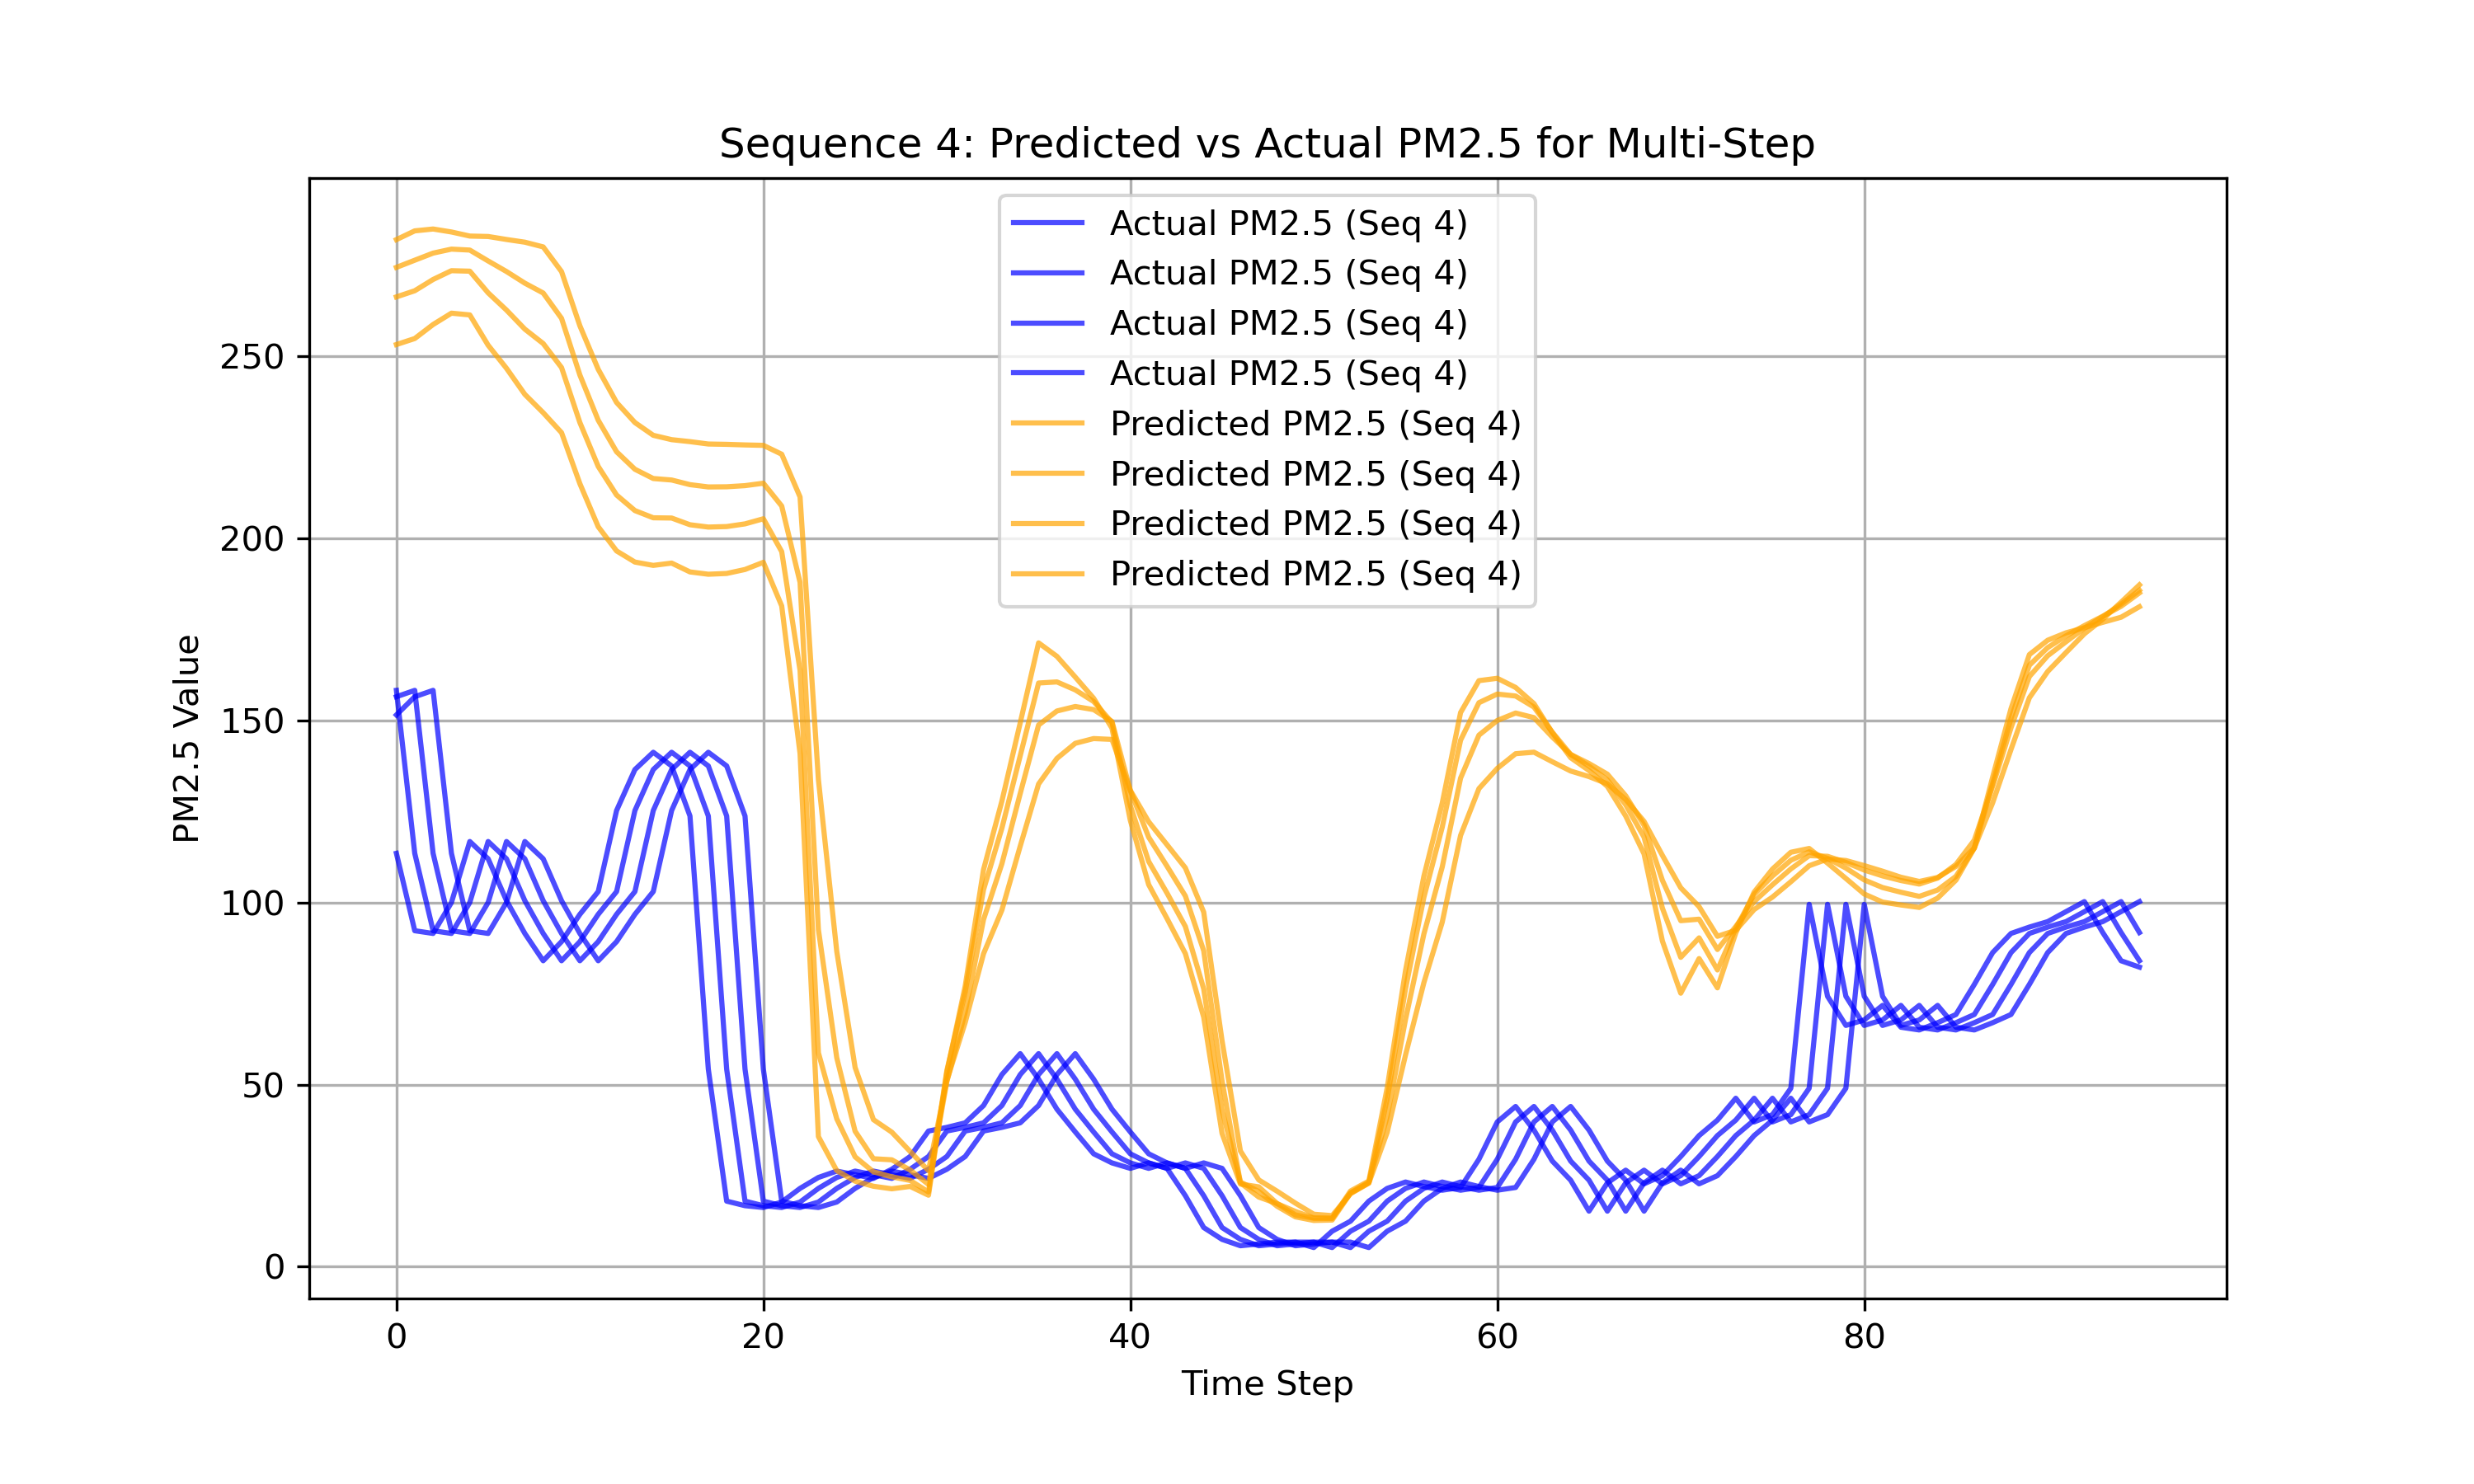 Sequence 4: Predicted vs Actual PM2.5 for Multi-Step
Actual PM2.5 (Seq 4)
Actual PM2.5 (Seq 4)
Actual PM2.5 (Seq 4)
Actual PM2.5 (Seq 4)
Predicted PM2.5 (Seq 4)
Predicted PM2.5 (Seq 4)
Predicted PM2.5 (Seq 4)
Predicted PM2.5 (Seq 4)
PM2.5 Value
250
200
150
100
50
0
0 20 40 60 80
Time Step